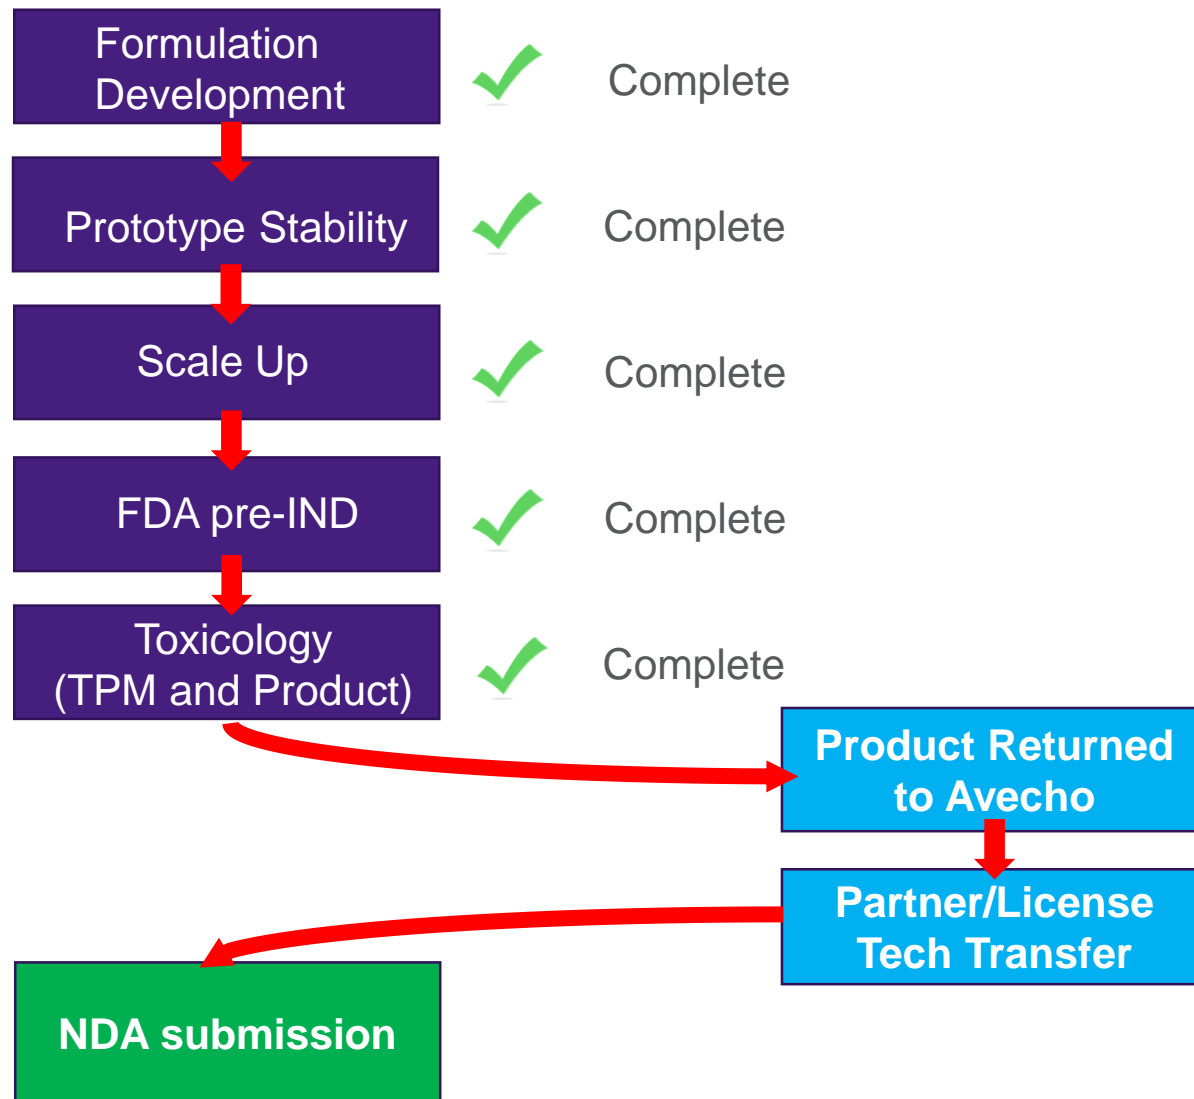 Formulation
Development
Complete
Prototype Stability
Complete
Scale Up
Complete
FDA pre-IND
Complete
Toxicology
(TPM and Product)
Complete
Product Returned
to Avecho
Partner/License
Tech Transfer
NDA submission